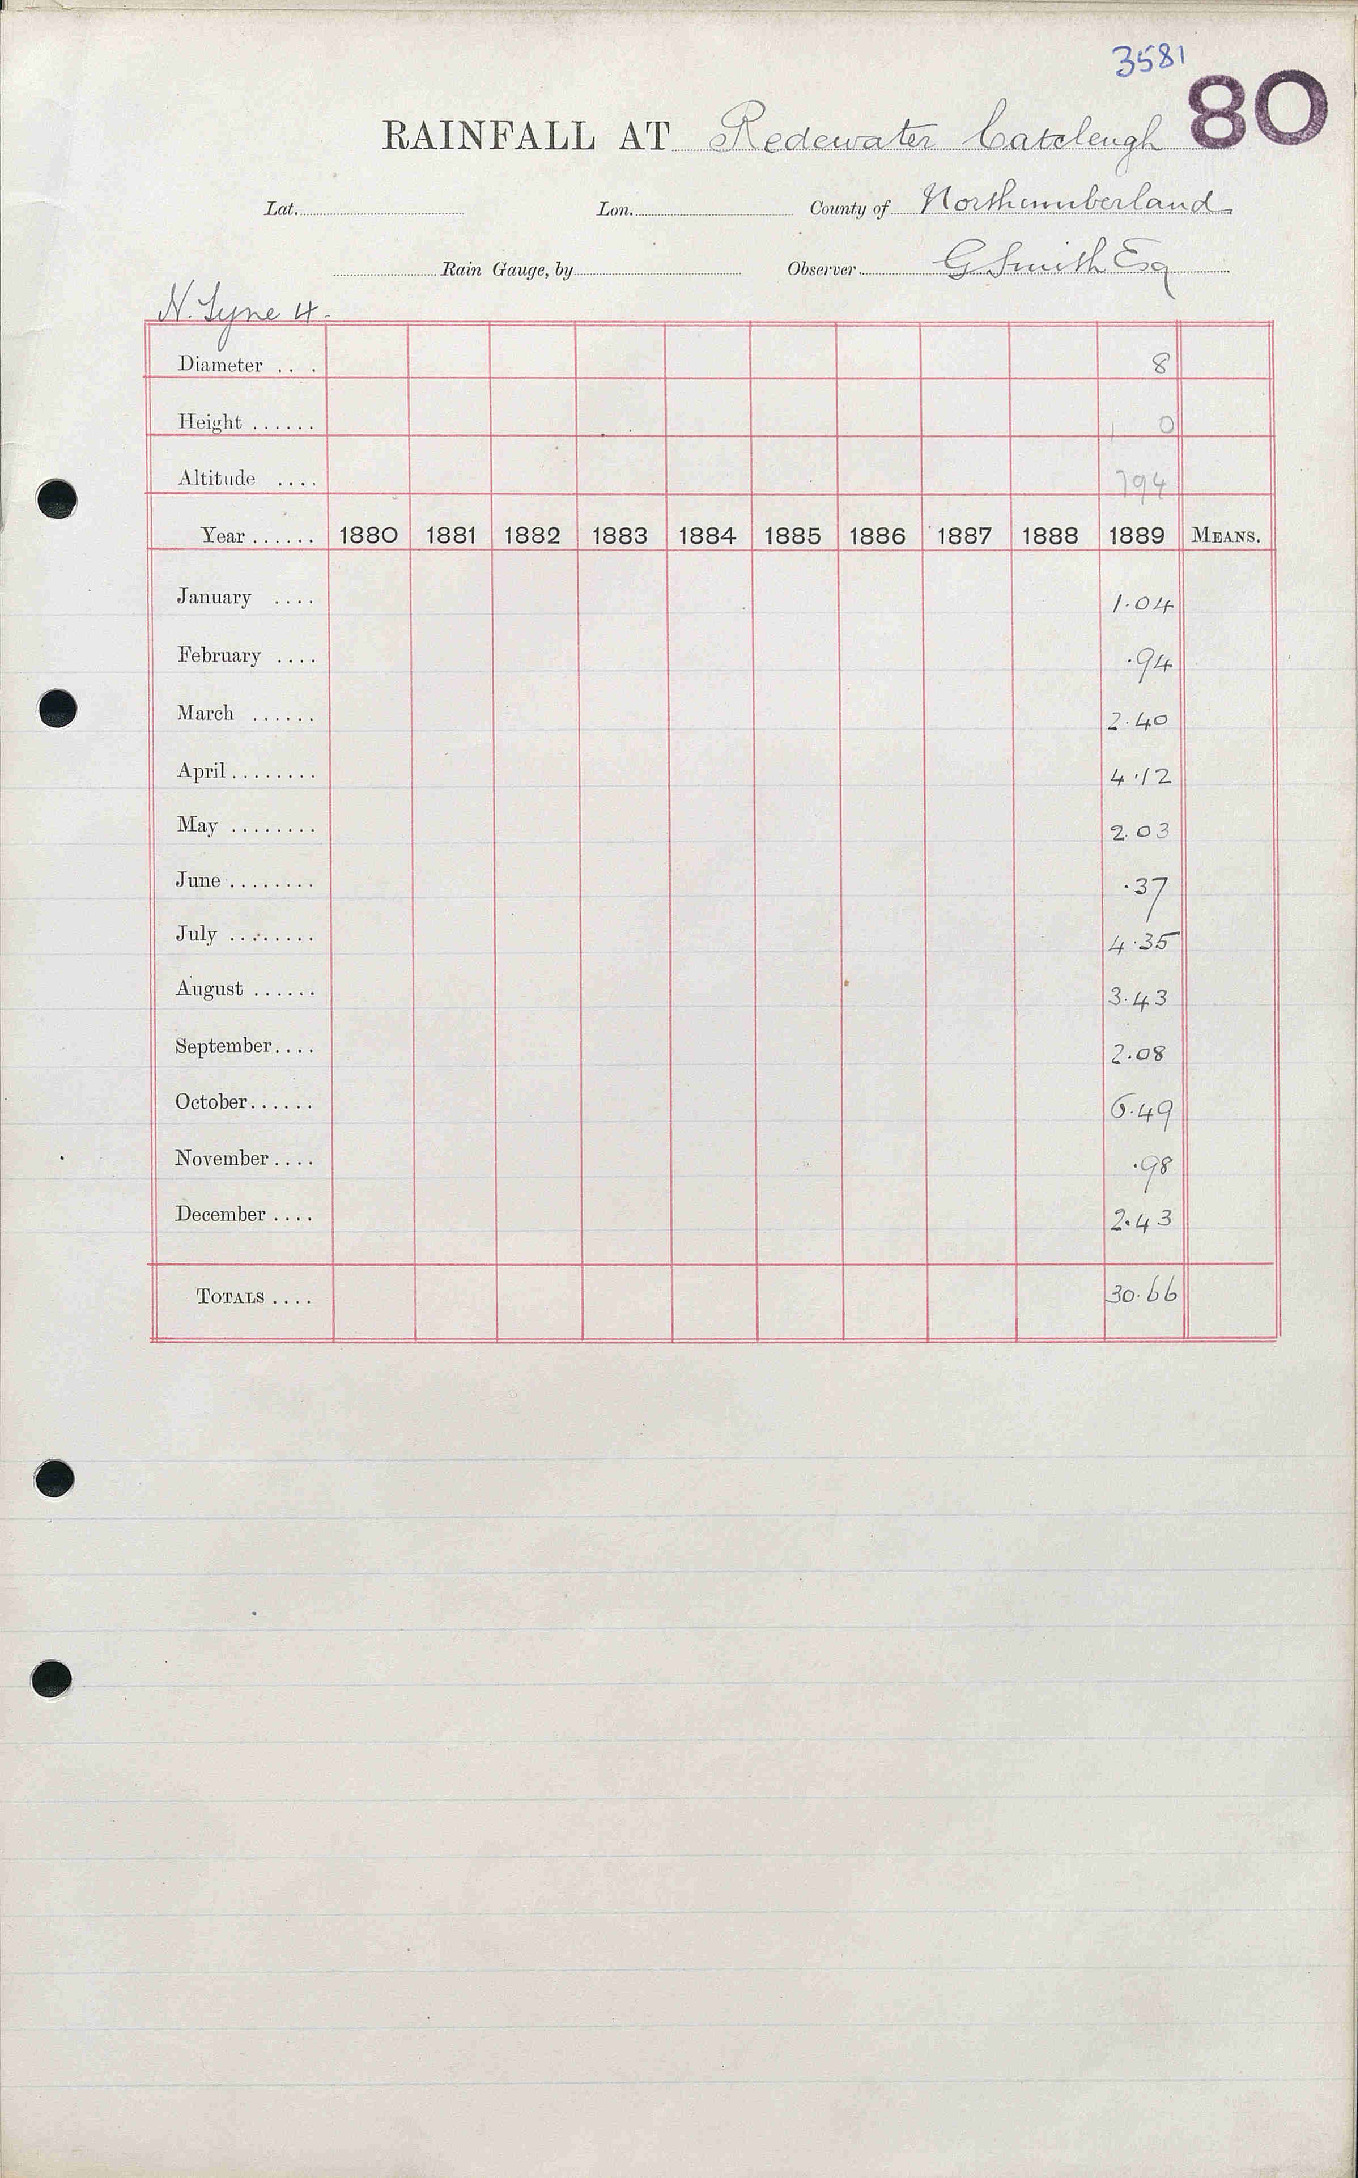 3581
80
RAINFALL AT Redewater Catcleugh
Lat. Lon. County of Northumberland
Rain Gauge, by Observer G Smith Esq
N. Tyne 4.
Diameter . . . 8
Height ...... 1 0
Altitude .... 794
Year ...... 1880 1881 1882 1883 1884 1885 1886 1887 1888 1889 MEANS.
January .... 1.04
February .... .94
March ...... 2.40
April ........ 4.12
May ........ 2.03
June ........ .37
July ........ 4.35
August ...... 3.43
September .... 2.08
October ...... 6.49
November .... .98
December .... 2.43
TOTALS .... 30.66